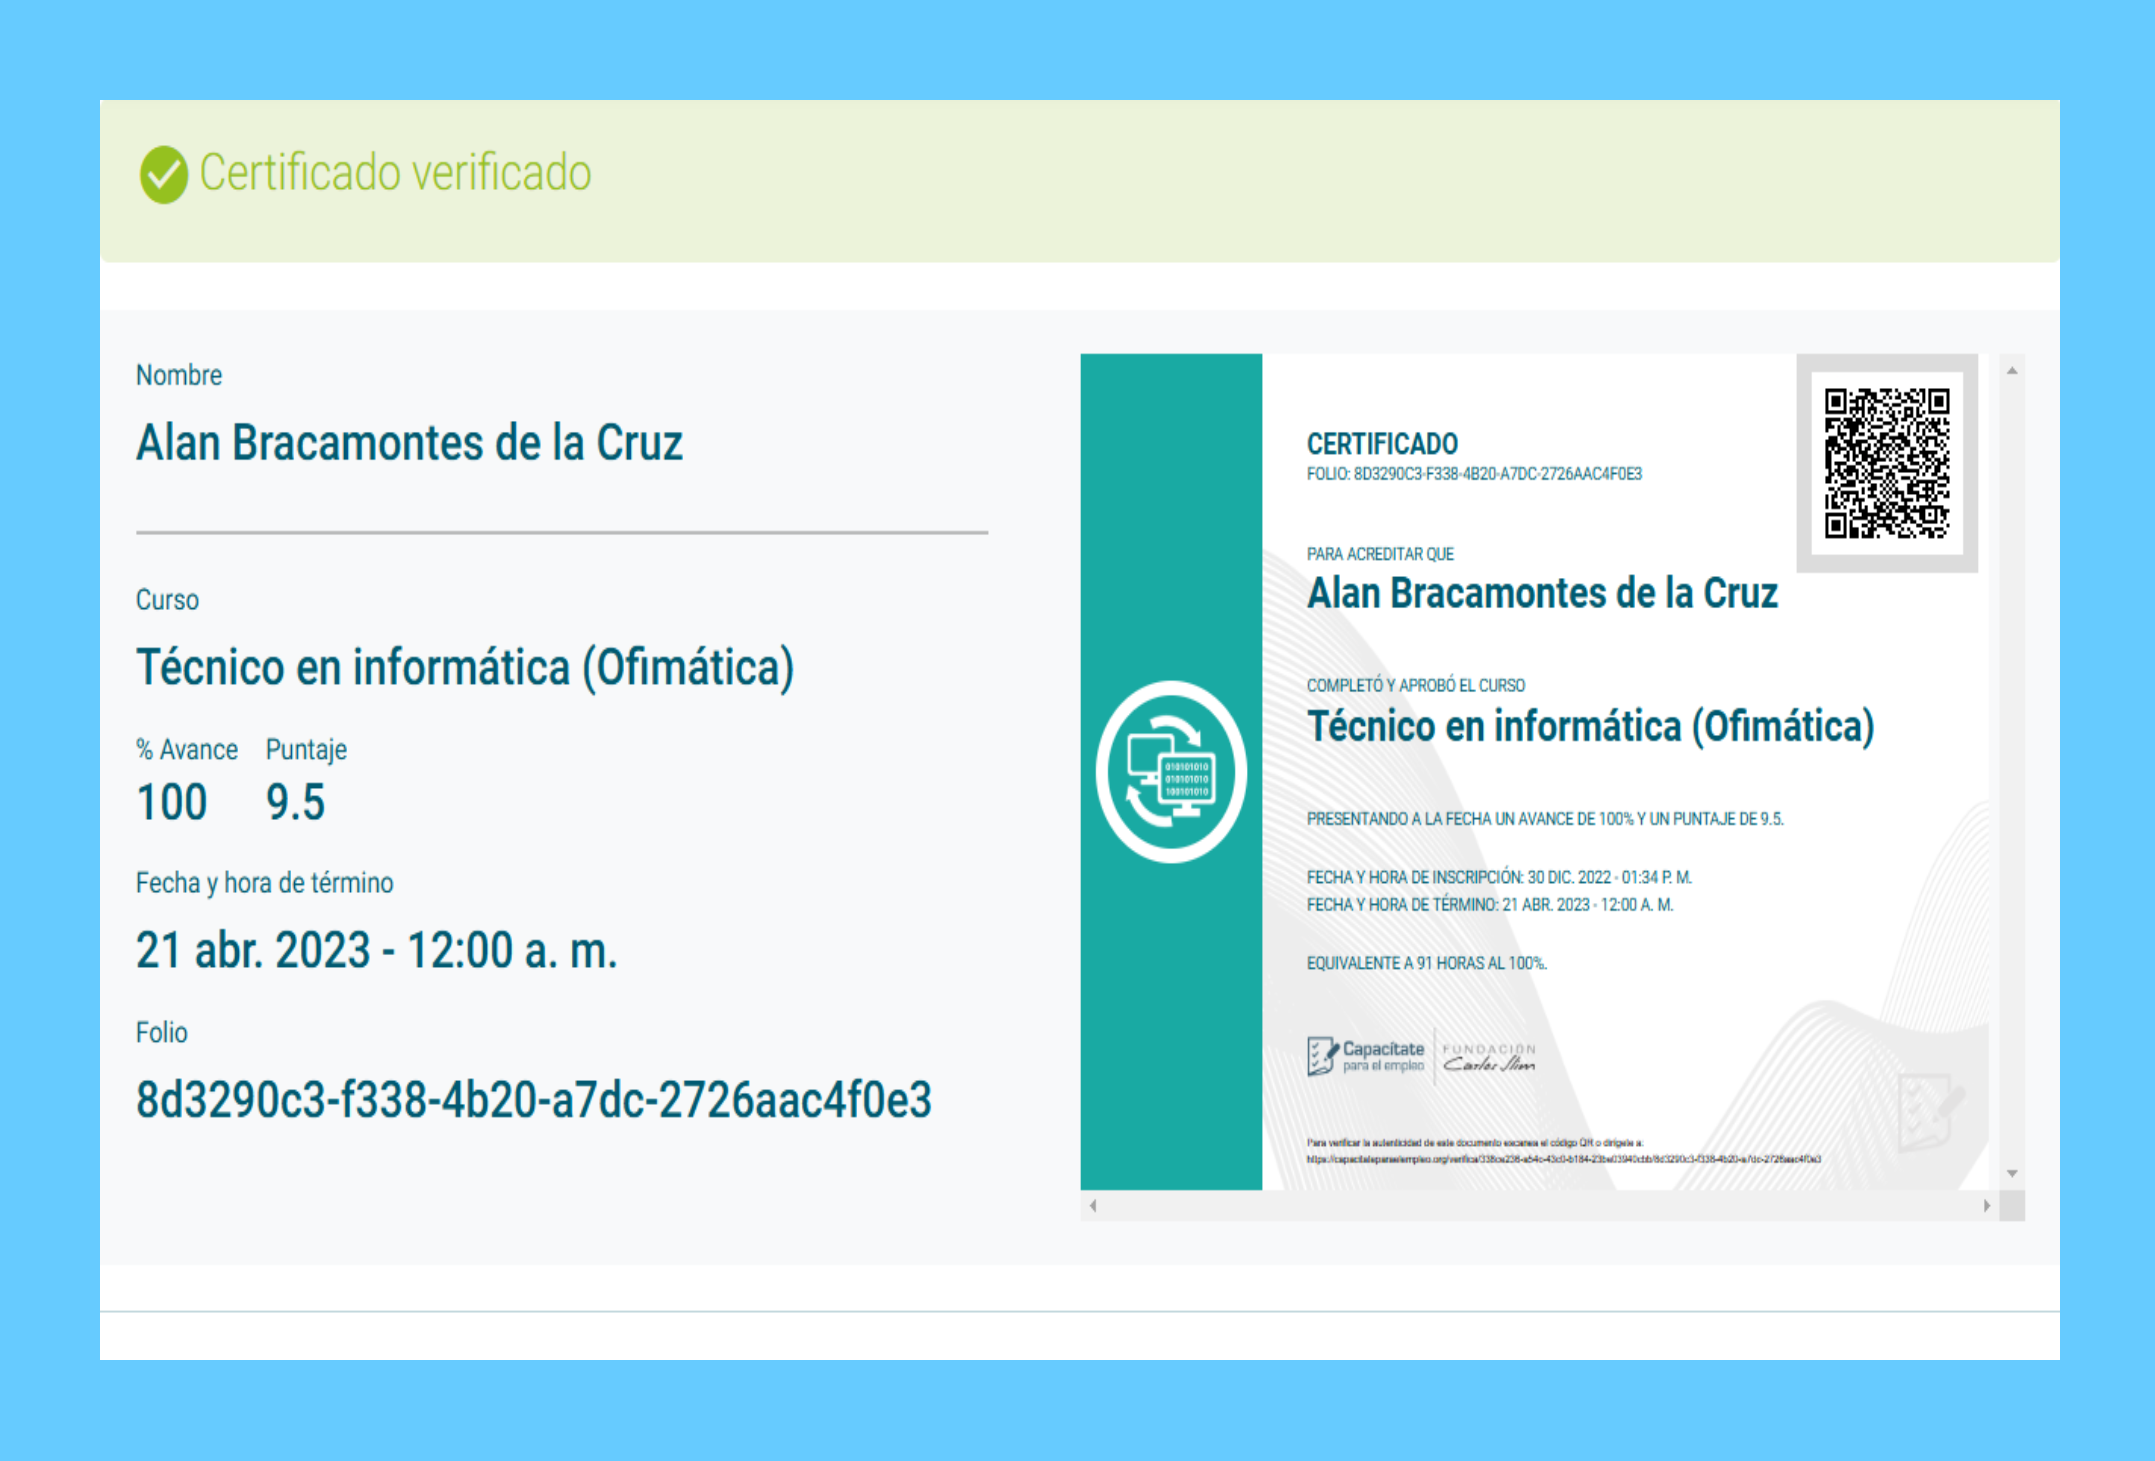 Certificado verificado
Nombre
Alan Bracamontes de la Cruz
Curso
Técnico en informática (Ofimática)
% Avance Puntaje
100 9.5
Fecha y hora de término
21 abr. 2023 - 12:00 a. m.
Folio
8d3290c3-f338-4b20-a7dc-2726aac4f0e3
CERTIFICADO
FOLIO: 8D3290C3-F338-4B20-A7DC-2726AAC4F0E3
PARA ACREDITAR QUE
Alan Bracamontes de la Cruz
COMPLETÓ Y APROBÓ EL CURSO
Técnico en informática (Ofimática)
PRESENTANDO A LA FECHA UN AVANCE DE 100% Y UN PUNTAJE DE 9.5.
FECHA Y HORA DE INSCRIPCIÓN: 30 DIC. 2022 - 01:34 P. M.
FECHA Y HORA DE TÉRMINO: 21 ABR. 2023 - 12:00 A. M.
EQUIVALENTE A 91 HORAS AL 100%.
010101010
010101010
100101010
Capacítate
para el empleo
FUNDACIÓN
Carlos Slim
Para verificar la autenticidad de este documento escanea el código QR o dirígete a: